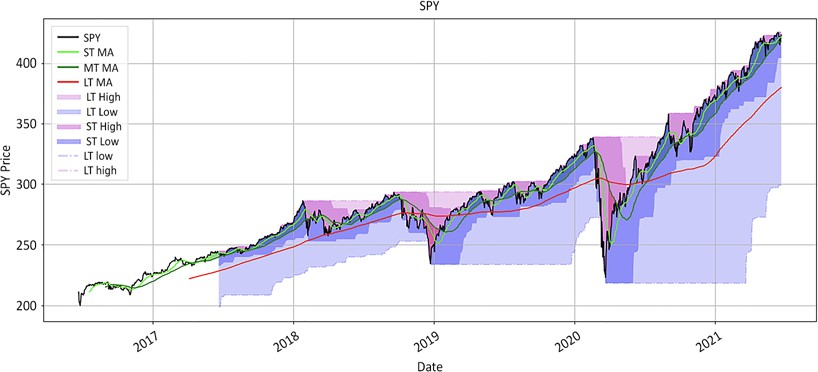 SPY
SPY
ST MA
MT MA
LT MA
LT High
LT Low
ST High
ST Low
LT low
LT high
SPY Price
400
350
300
250
200
2017
2018
2019
2020
2021
Date